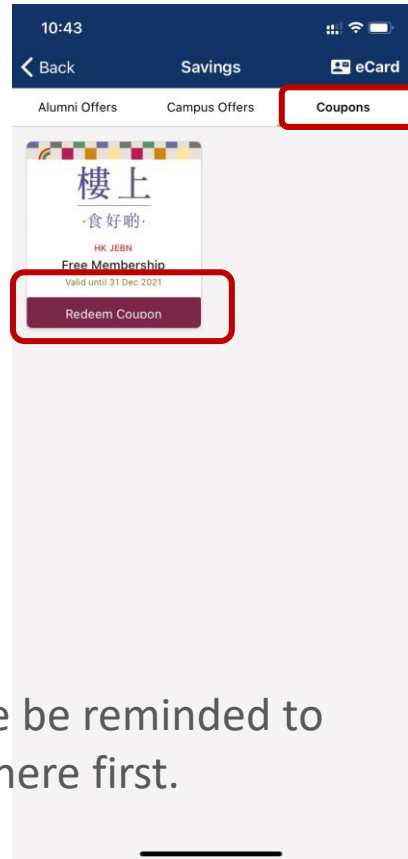 10:43
Back Savings eCard
Alumni Offers Campus Offers Coupons
樓上
·食好啲·
HK JEBN
Free Membership
Valid until 31 Dec 2021
Redeem Coupon
be reminded to
here first.